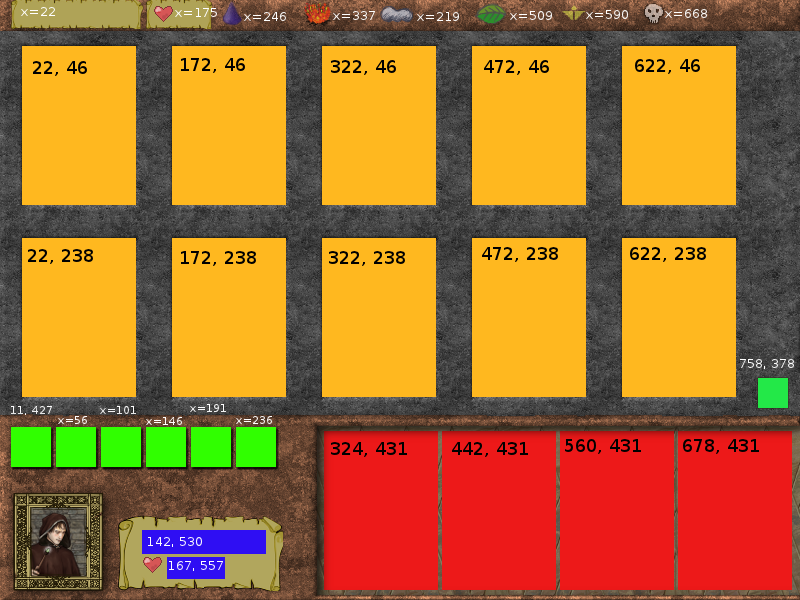 x=22 x=175 x=246 x=337 x=219 x=509 x=590 x=668
22, 46 172, 46 322, 46 472, 46 622, 46
22, 238 172, 238 322, 238 472, 238 622, 238
758, 378
11, 427 x=56 x=101 x=146 x=191 x=236
324, 431 442, 431 560, 431 678, 431
142, 530
167, 557